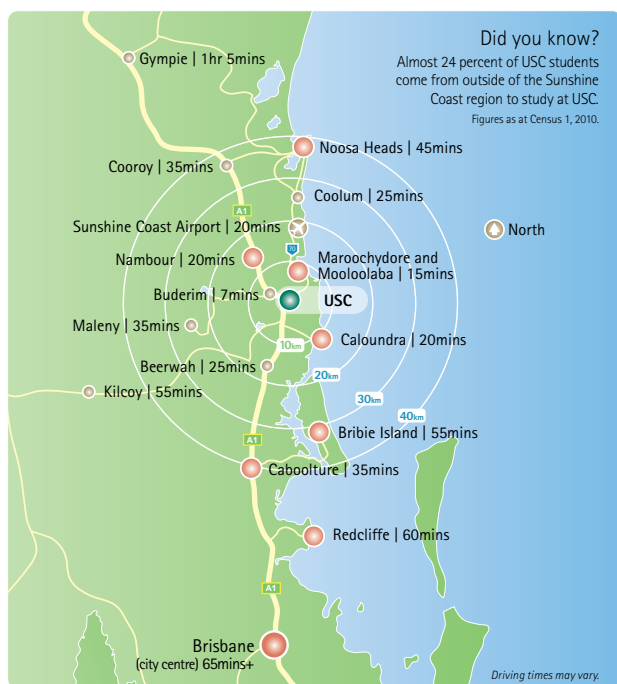 Did you know?
Almost 24 percent of USC students
come from outside of the Sunshine
Coast region to study at USC.
Figures as at Census 1, 2010.
Gympie | 1hr 5mins
Noosa Heads | 45mins
Cooroy | 35mins
Coolum | 25mins
A1
Sunshine Coast Airport | 20mins
North
70
Nambour | 20mins
Maroochydore and
Mooloolaba | 15mins
Buderim | 7mins
USC
Maleny | 35mins
Caloundra | 20mins
10km
Beerwah | 25mins
20km
Kilcoy | 55mins
30km
40km
Bribie Island | 55mins
A1
Caboolture | 35mins
Redcliffe | 60mins
A1
Brisbane
(city centre) 65mins+
Driving times may vary.